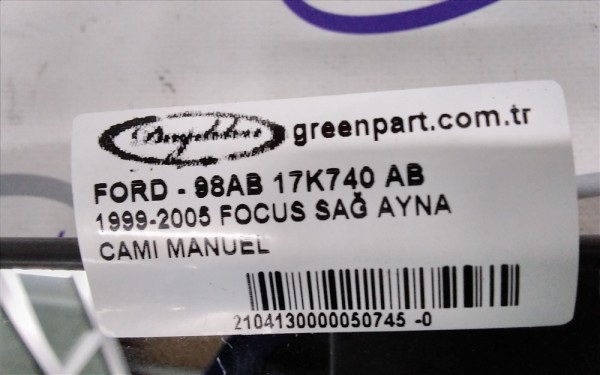 greenpart.com.tr
FORD - 98AB 17K740 AB
1999-2005 FOCUS SAĞ AYNA
CAMI MANUEL
2104130000050745 -0